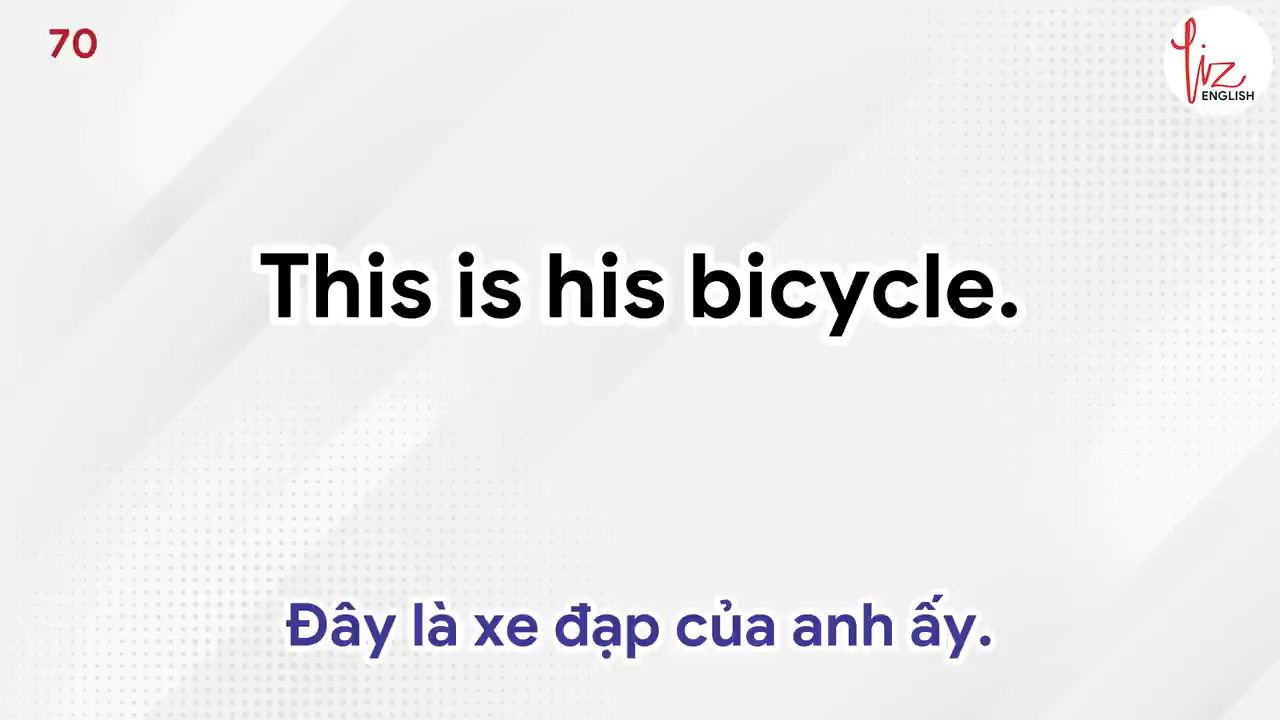 70
Liz
ENGLISH
This is his bicycle.
Đây là xe đạp của anh ấy.